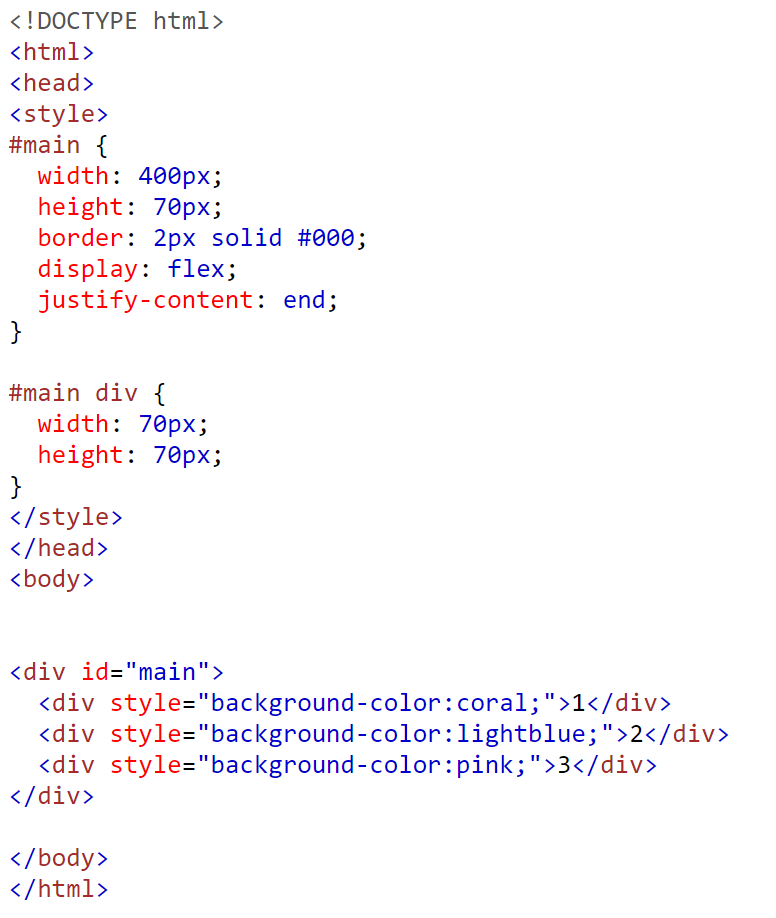 <!DOCTYPE html>
<html>
<head>
<style>
#main {
  width: 400px;
  height: 70px;
  border: 2px solid #000;
  display: flex;
  justify-content: end;
}

#main div {
  width: 70px;
  height: 70px;
}
</style>
</head>
<body>


<div id="main">
  <div style="background-color:coral;">1</div>
  <div style="background-color:lightblue;">2</div>
  <div style="background-color:pink;">3</div>
</div>

</body>
</html>